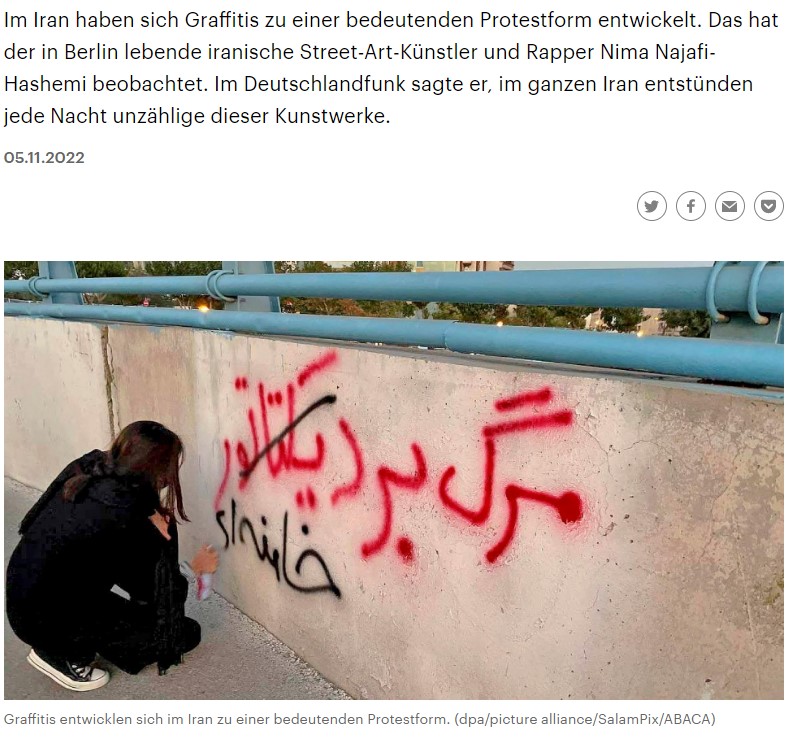 Im Iran haben sich Graffitis zu einer bedeutenden Protestform entwickelt. Das hat
der in Berlin lebende iranische Street-Art-Künstler und Rapper Nima Najafi-
Hashemi beobachtet. Im Deutschlandfunk sagte er, im ganzen Iran entstünden
jede Nacht unzählige dieser Kunstwerke.
05.11.2022
مرگ بر دیکتاتور
خامنه‌ای
Graffitis entwicklen sich im Iran zu einer bedeutenden Protestform. (dpa/picture alliance/SalamPix/ABACA)